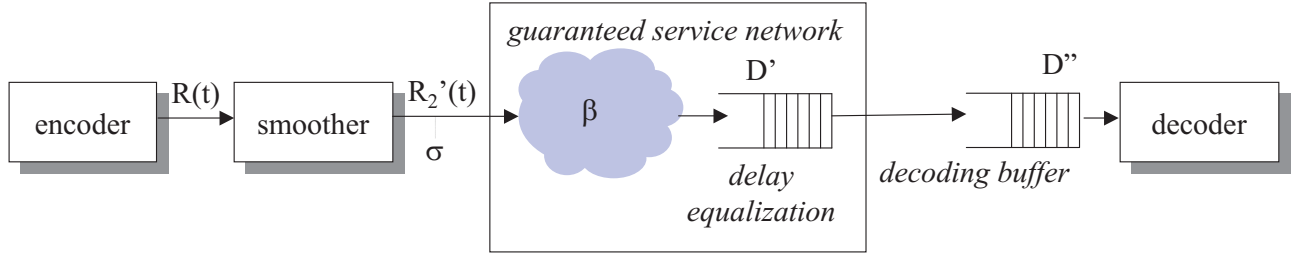 guaranteed service network
D’
D”
R(t)
R₂’(t)
encoder
smoother
β
decoder
σ
delay
equalization
decoding buffer